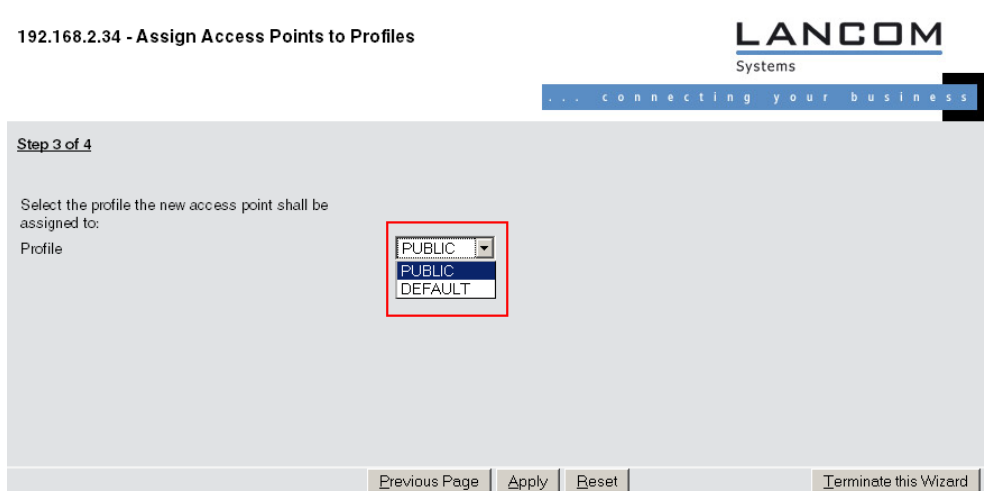 192.168.2.34 - Assign Access Points to Profiles
LANCOM
Systems
... connecting your business
Step 3 of 4
Select the profile the new access point shall be
assigned to:
Profile
PUBLIC
PUBLIC
DEFAULT
Previous Page
Apply
Reset
Terminate this Wizard